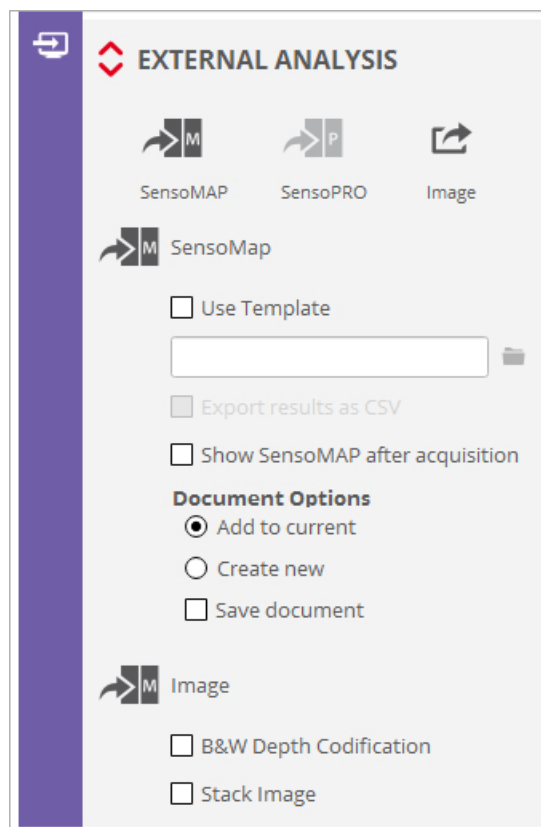 EXTERNAL ANALYSIS
M P
SensoMAP SensoPRO Image
M SensoMap
Use Template
Export results as CSV
Show SensoMAP after acquisition
Document Options
Add to current
Create new
Save document
M Image
B&W Depth Codification
Stack Image